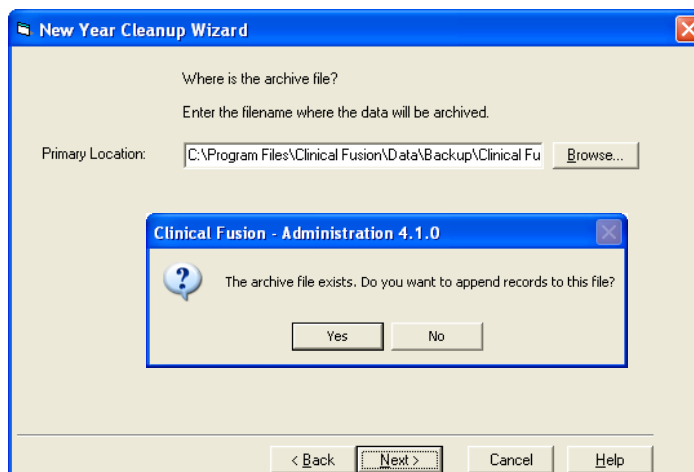 New Year Cleanup Wizard
Where is the archive file?
Enter the filename where the data will be archived.
Primary Location: C:\Program Files\Clinical Fusion\Data\Backup\Clinical Fu Browse...
Clinical Fusion - Administration 4.1.0
The archive file exists. Do you want to append records to this file?
Yes No
< Back Next > Cancel Help